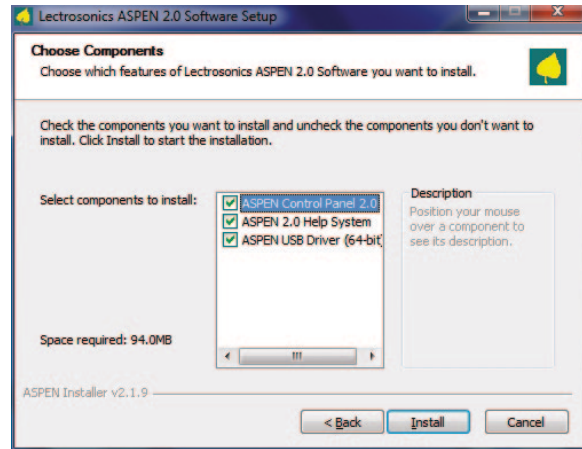 Lectrosonics ASPEN 2.0 Software Setup
Choose Components
Choose which features of Lectrosonics ASPEN 2.0 Software you want to install.
Check the components you want to install and uncheck the components you don't want to
install. Click Install to start the installation.
Select components to install:
ASPEN Control Panel 2.0
ASPEN 2.0 Help System
ASPEN USB Driver (64-bit)
Description
Position your mouse
over a component to
see its description.
Space required: 94.0MB
ASPEN Installer v2.1.9
< Back
Install
Cancel